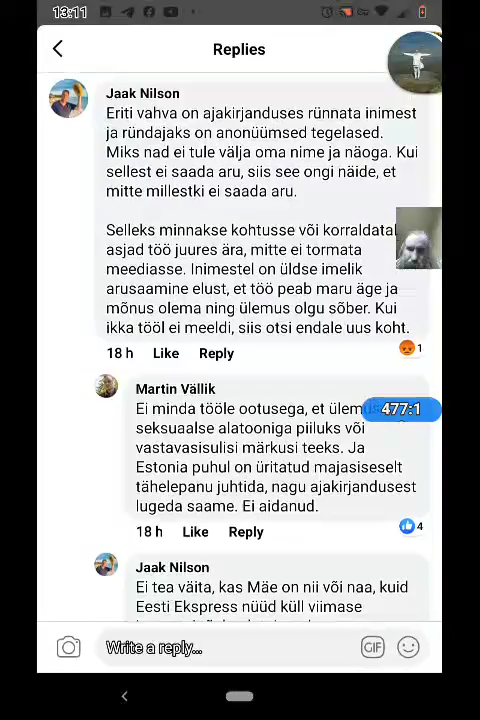 13:11
Replies
Jaak Nilson
Eriti vahva on ajakirjanduses rünnata inimest
ja ründajaks on anonüümsed tegelased.
Miks nad ei tule välja oma nime ja näoga. Kui
sellest ei saada aru, siis see ongi näide, et
mitte millestki ei saada aru.
Selleks minnakse kohtusse või korraldatak
asjad töö juures ära, mitte ei tormata
meediasse. Inimestel on üldse imelik
arusaamine elust, et töö peab maru äge ja
mõnus olema ning ülemus olgu sõber. Kui
ikka tööl ei meeldi, siis otsi endale uus koht.
18 h Like Reply 1
Martin Vällik
Ei minda tööle ootusega, et
seksuaalse alatooniga piiluks või
vastavasisulisi märkusi teeks. Ja
Estonia puhul on üritatud majasiseselt
tähelepanu juhtida, nagu ajakirjandusest
lugeda saame. Ei aidanud.
477:1
18 h Like Reply 4
Jaak Nilson
Ei tea väita, kas Mäe on nii või naa, kuid
Eesti Ekspress nüüd küll viimase
Write a reply...
GIF